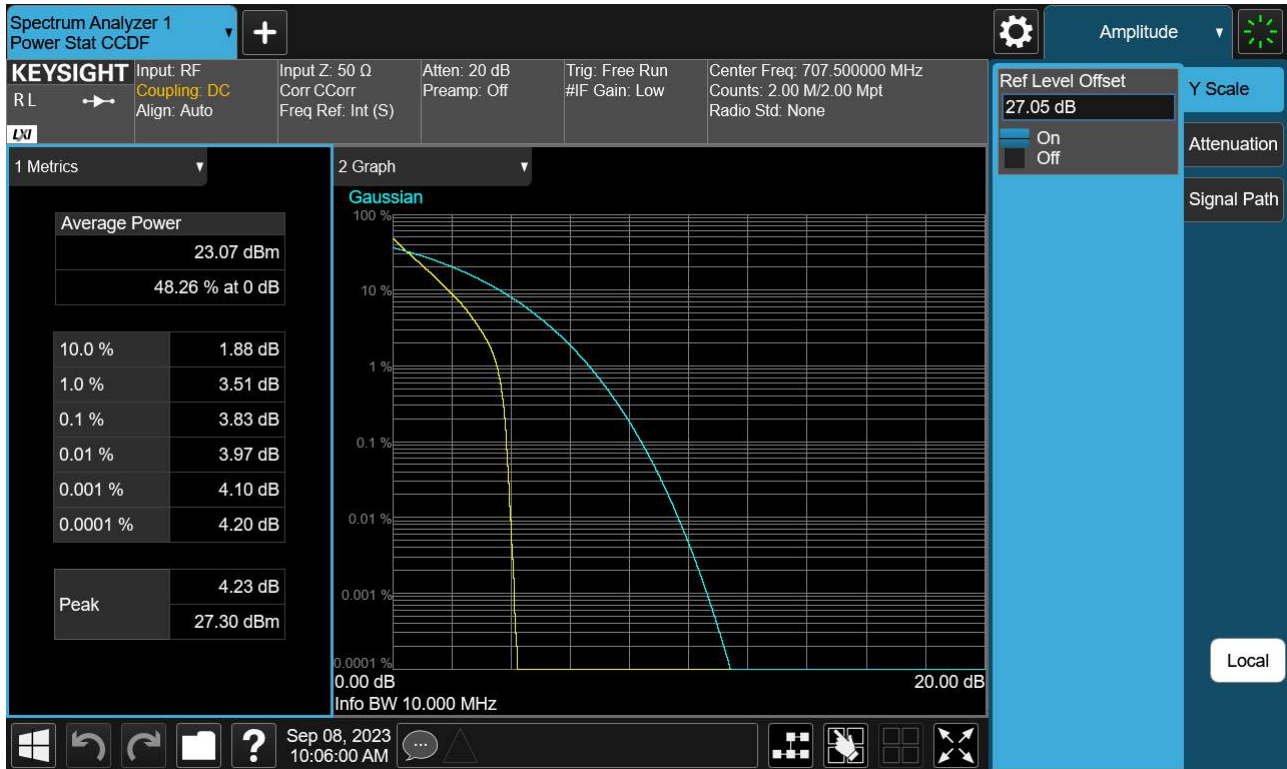 Spectrum Analyzer 1
Power Stat CCDF
+
Amplitude
KEYSIGHT
RL
LXI
Input: RF
Coupling: DC
Align: Auto
Input Z: 50 Ω
Corr CCorr
Freq Ref: Int (S)
Atten: 20 dB
Preamp: Off
Trig: Free Run
#IF Gain: Low
Center Freq: 707.500000 MHz
Counts: 2.00 M/2.00 Mpt
Radio Std: None
Ref Level Offset
27.05 dB
On
Off
Y Scale
Attenuation
Signal Path
1 Metrics
Average Power
23.07 dBm
48.26 % at 0 dB
10.0 % 1.88 dB
1.0 % 3.51 dB
0.1 % 3.83 dB
0.01 % 3.97 dB
0.001 % 4.10 dB
0.0001 % 4.20 dB
Peak
4.23 dB
27.30 dBm
2 Graph
Gaussian
100 %
10 %
1 %
0.1 %
0.01 %
0.001 %
0.0001 %
0.00 dB 20.00 dB
Info BW 10.000 MHz
Local
?
Sep 08, 2023
10:06:00 AM